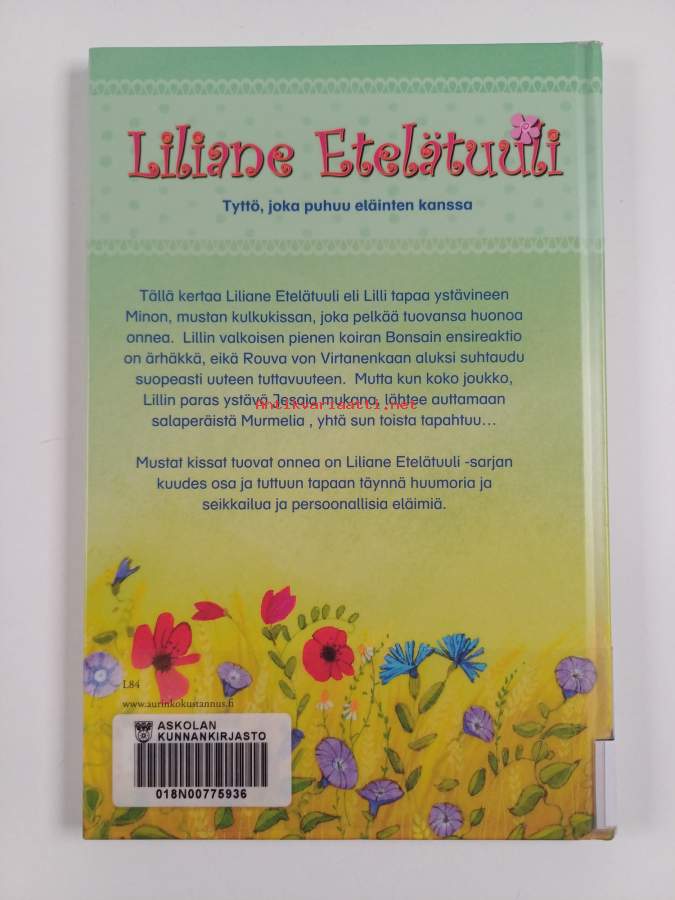 Liliane Etelätuuli
Tyttö, joka puhuu eläinten kanssa
Tällä kertaa Liliane Etelätuuli eli Lilli tapaa ystävineen
Minon, mustan kulkukissan, joka pelkää tuovansa huonoa
onnea. Lillin valkoisen pienen koiran Bonsain ensireaktio
on ärhäkkä, eikä Rouva von Virtanenkaan aluksi suhtaudu
suopeasti uuteen tuttavuuteen. Mutta kun koko joukko,
Lillin paras ystävä Jesaja mukana, lähtee auttamaan
Antikvariaatti.net
salaperäistä Murmelia , yhtä sun toista tapahtuu...
Mustat kissat tuovat onnea on Liliane Etelätuuli -sarjan
kuudes osa ja tuttuun tapaan täynnä huumoria ja
seikkailua ja persoonallisia eläimiä.
L84
www.aurinkokustannus.fi
ASKOLAN
KUNNANKIRJASTO
018N00775936